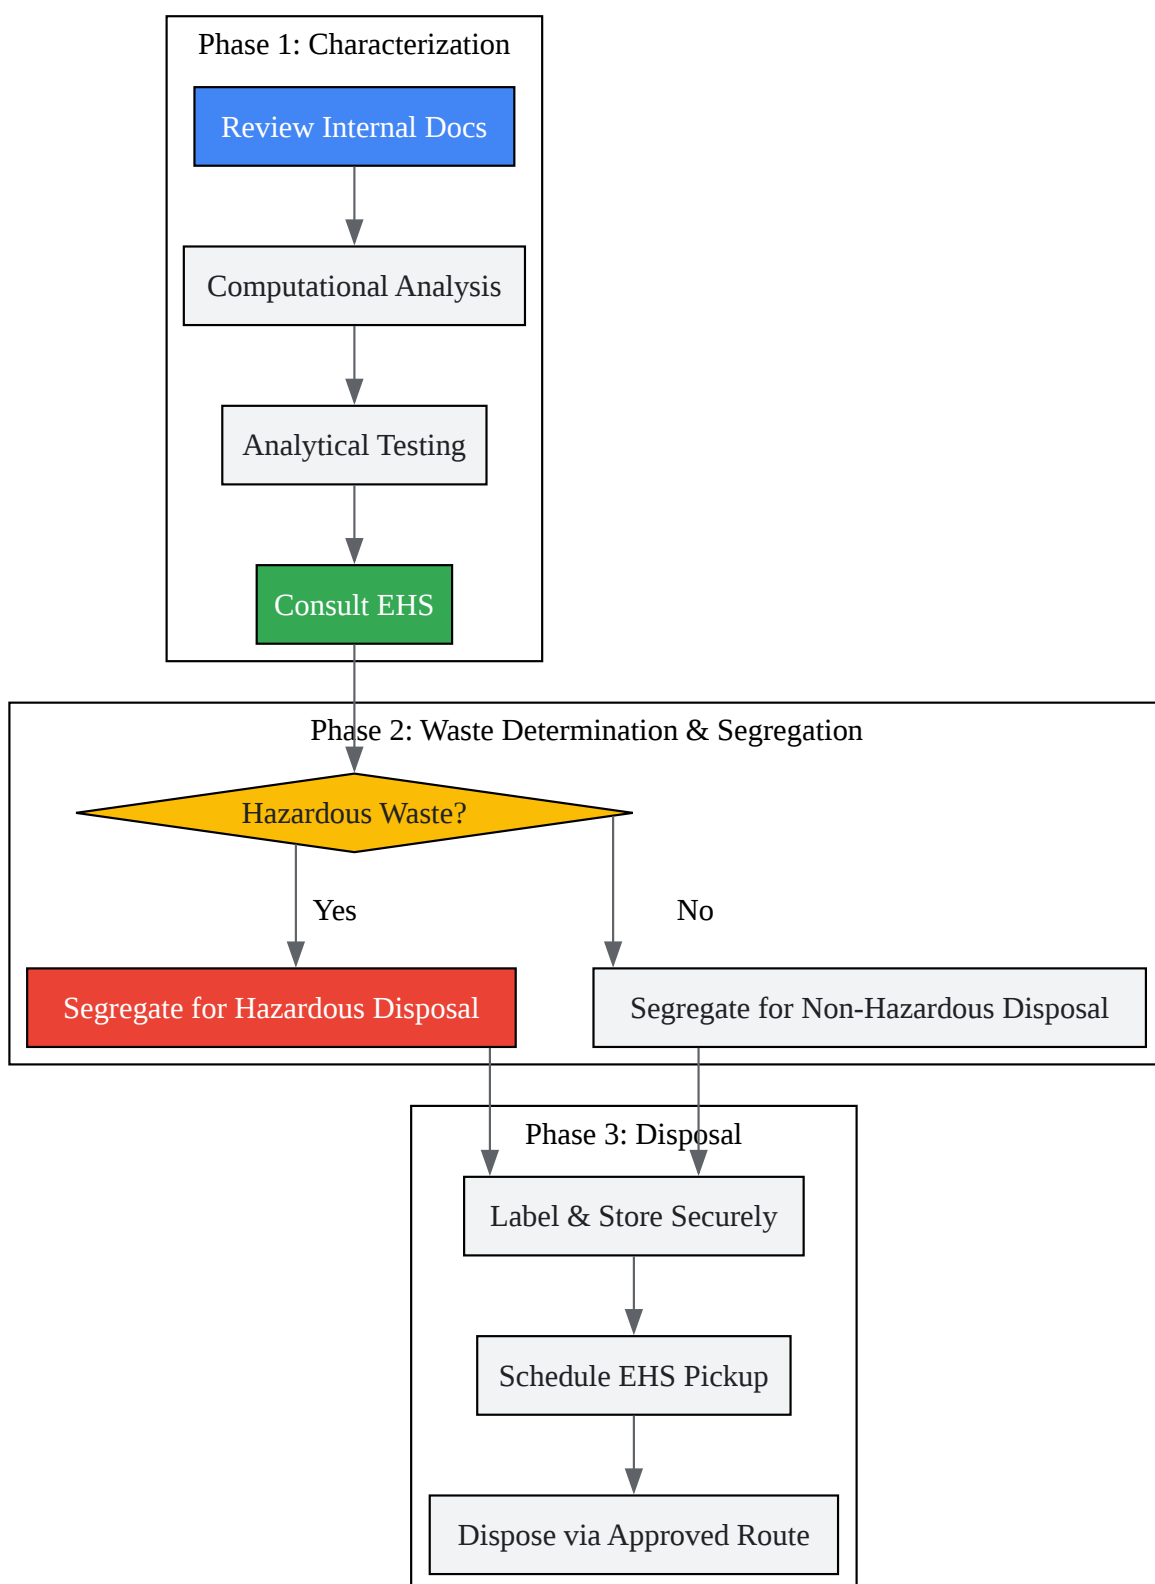 Phase 1: Characterization
Review Internal Docs
Computational Analysis
Analytical Testing
Consult EHS
Phase 2: Waste Determination & Segregation
Hazardous Waste?
Yes
No
Segregate for Hazardous Disposal
Segregate for Non-Hazardous Disposal
Phase 3: Disposal
Label & Store Securely
Schedule EHS Pickup
Dispose via Approved Route